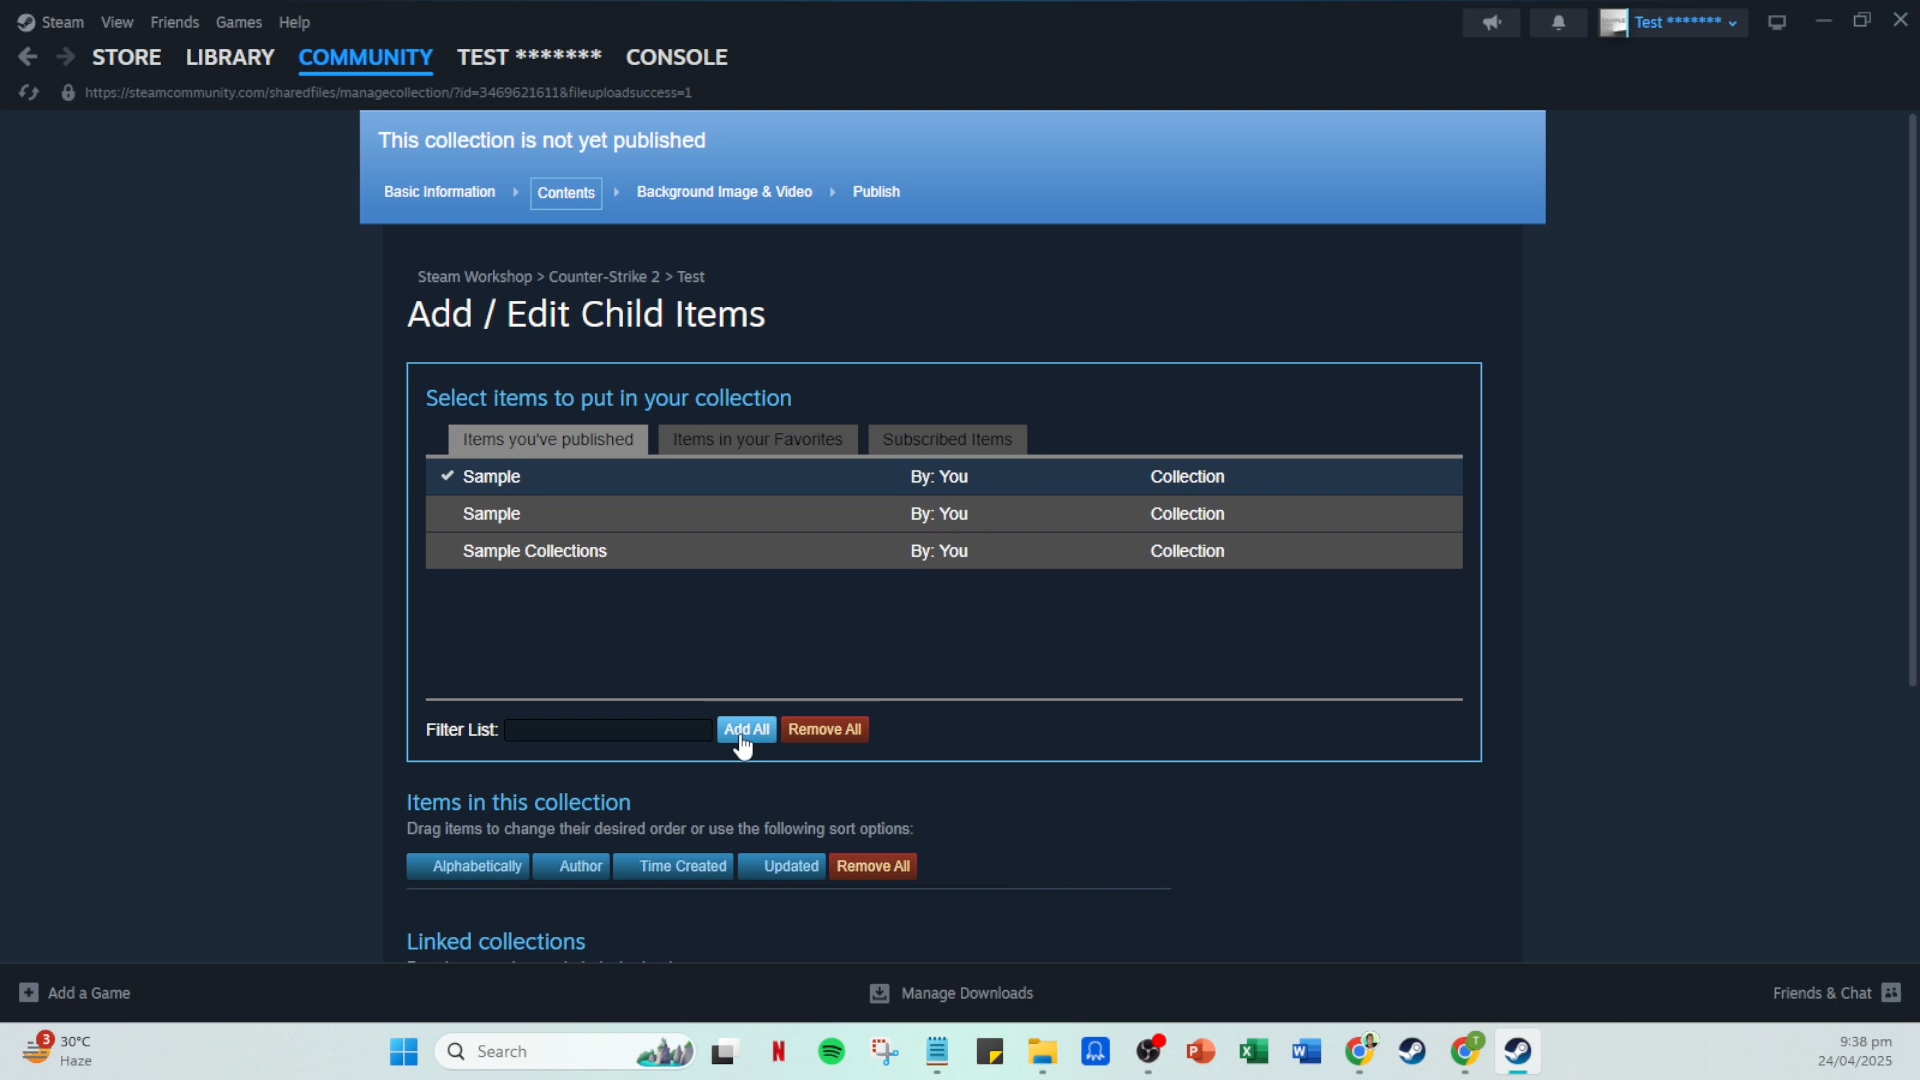 Steam View Friends Games Help
Test *******
STORE LIBRARY COMMUNITY TEST ******* CONSOLE
https://steamcommunity.com/sharedfiles/managecollection/?id=3469621611&fileuploadsuccess=1
This collection is not yet published
Basic Information Contents Background Image & Video Publish
Steam Workshop > Counter-Strike 2 > Test
Add / Edit Child Items
Select items to put in your collection
Items you've published Items in your Favorites Subscribed Items
Sample By: You Collection
Sample By: You Collection
Sample Collections By: You Collection
Filter List: Add All Remove All
Items in this collection
Drag items to change their desired order or use the following sort options:
Alphabetically Author Time Created Updated Remove All
Linked collections
Add a Game Manage Downloads Friends & Chat
3 30°C
Haze
Search
9:38 pm
24/04/2025